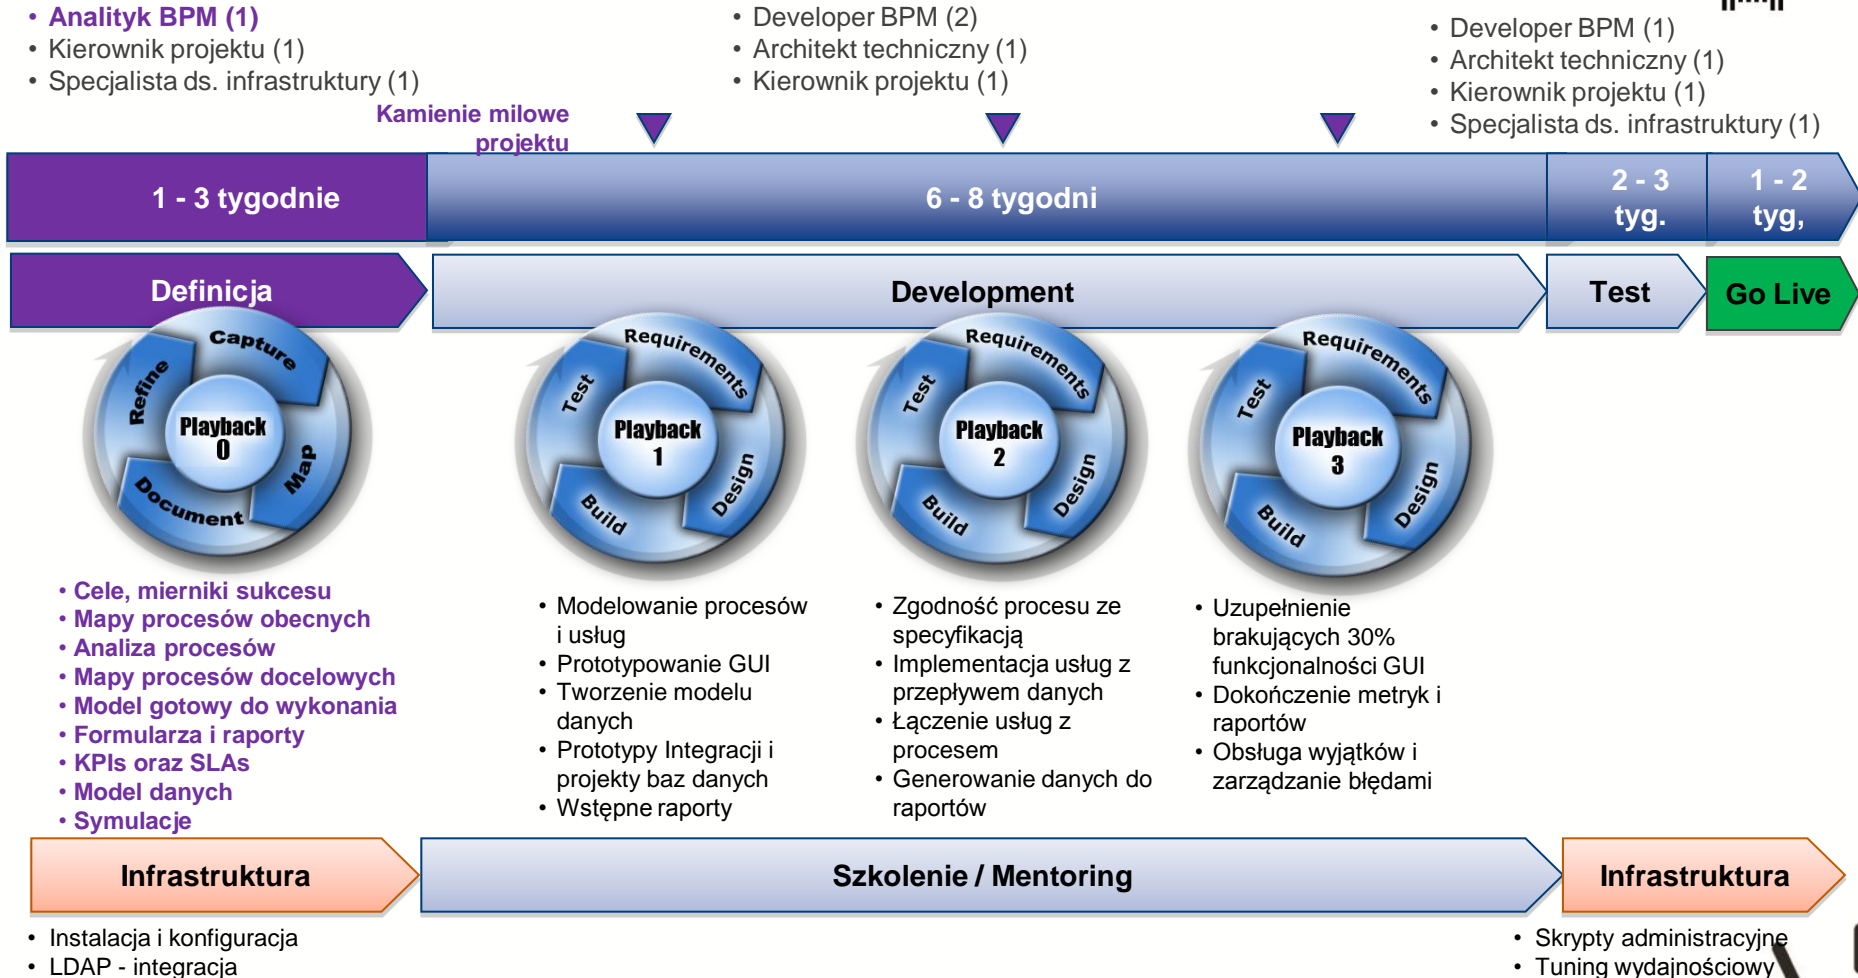 • Analityk BPM (1)
• Kierownik projektu (1)
• Specjalista ds. infrastruktury (1)
• Developer BPM (2)
• Architekt techniczny (1)
• Kierownik projektu (1)
• Developer BPM (1)
• Architekt techniczny (1)
• Kierownik projektu (1)
• Specjalista ds. infrastruktury (1)
Kamienie milowe
projektu
1 - 3 tygodnie
6 - 8 tygodni
2 - 3
tyg.
1 - 2
tyg,
Definicja
Development
Test
Go Live
Capture
Map
Document
Refine
Playback
0
Requirements
Design
Build
Test
Playback
1
Requirements
Design
Build
Test
Playback
2
Requirements
Design
Build
Test
Playback
3
• Cele, mierniki sukcesu
• Mapy procesów obecnych
• Analiza procesów
• Mapy procesów docelowych
• Model gotowy do wykonania
• Formularza i raporty
• KPIs oraz SLAs
• Model danych
• Symulacje
• Modelowanie procesów
i usług
• Prototypowanie GUI
• Tworzenie modelu
danych
• Prototypy Integracji i
projekty baz danych
• Wstępne raporty
• Zgodność procesu ze
specyfikacją
• Implementacja usług z
przepływem danych
• Łączenie usług z
procesem
• Generowanie danych do
raportów
• Uzupełnienie
brakujących 30%
funkcjonalności GUI
• Dokończenie metryk i
raportów
• Obsługa wyjątków i
zarządzanie błędami
Infrastruktura
Szkolenie / Mentoring
Infrastruktura
• Instalacja i konfiguracja
• LDAP - integracja
• Skrypty administracyjne
• Tuning wydajnościowy